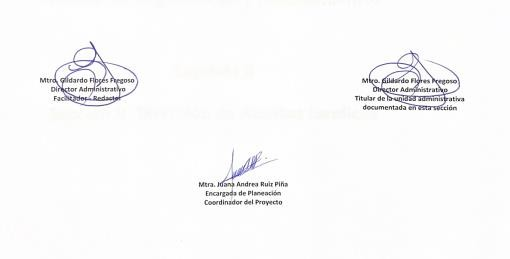 Mtro. Gildardo Flores Fregoso
Director Administrativo
Facilitador - Redactor
Mtro. Gildardo Flores Fregoso
Director Administrativo
Titular de la unidad administrativa
documentada en esta sección
Mtra. Juana Andrea Ruiz Piña
Encargada de Planeación
Coordinador del Proyecto